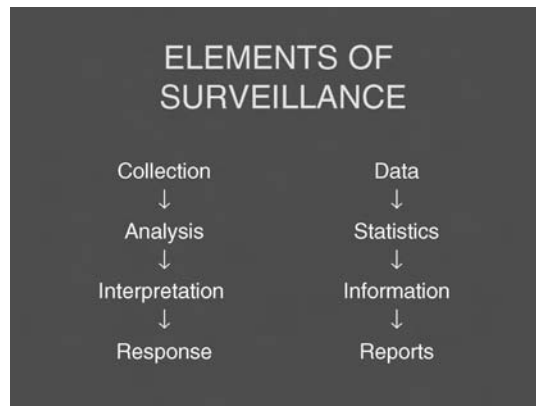 ELEMENTS OF
SURVEILLANCE
Collection Data
↓ ↓
Analysis Statistics
↓ ↓
Interpretation Information
↓ ↓
Response Reports